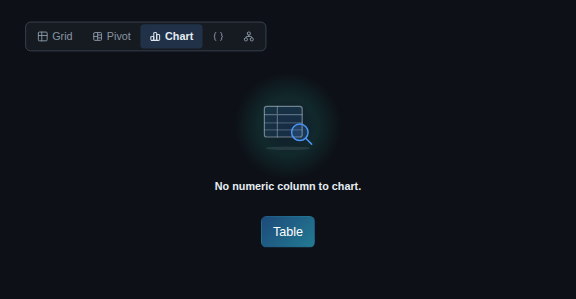 Grid
Pivot
Chart
( )
No numeric column to chart.
Table